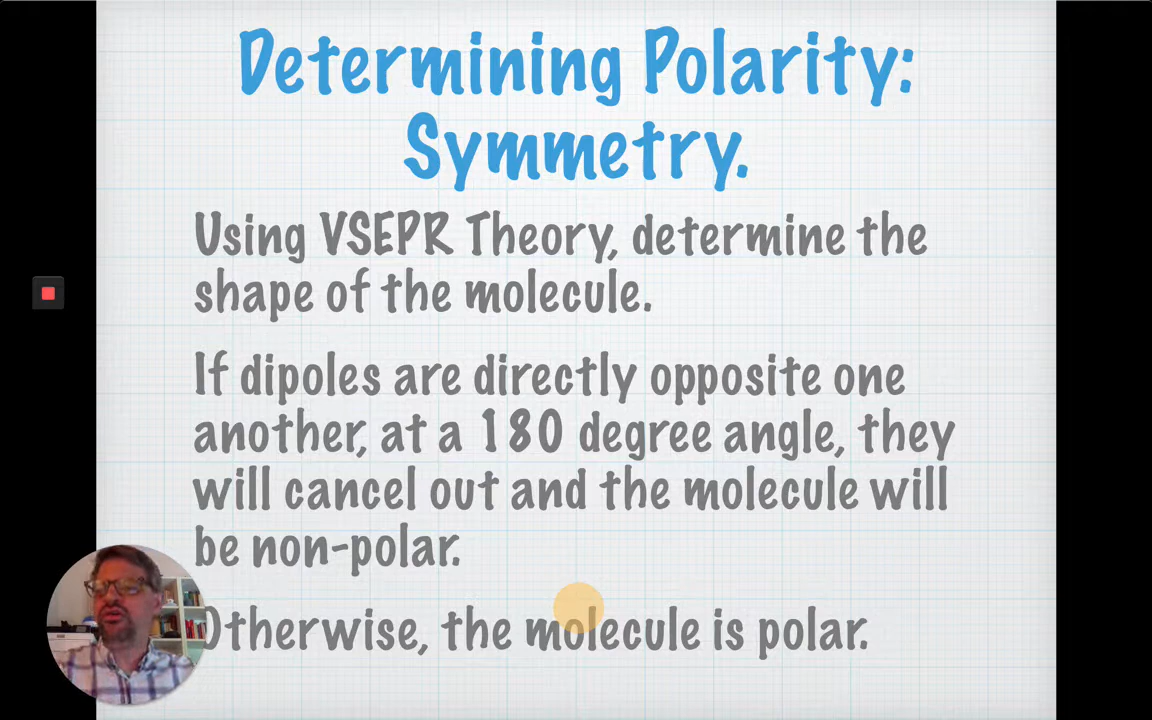 Determining Polarity:
Symmetry.
Using VSEPR Theory, determine the
shape of the molecule.
If dipoles are directly opposite one
another, at a 180 degree angle, they
will cancel out and the molecule will
be non-polar.
Otherwise, the molecule is polar.